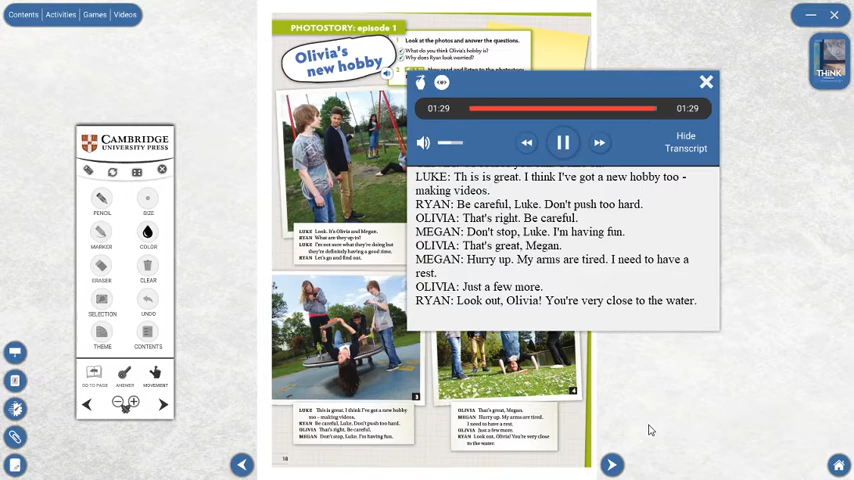 Contents Activities Games Videos
PHOTOSTORY: episode 1
Olivia's
new hobby
1 Look at the photos and answer the questions.
What do you think Olivia's hobby is?
Why does Ryan look worried?
2
THiNK
CAMBRIDGE
UNIVERSITY PRESS
PENCIL
SIZE
MARKER
COLOR
ERASER
CLEAR
SELECTION
UNDO
THEME
CONTENTS
GO TO PAGE
ANSWER
MOVEMENT
01:29
01:29
Hide
Transcript
LUKE: Th is is great. I think I've got a new hobby too -
making videos.
RYAN: Be careful, Luke. Don't push too hard.
OLIVIA: That's right. Be careful.
MEGAN: Don't stop, Luke. I'm having fun.
OLIVIA: That's great, Megan.
MEGAN: Hurry up. My arms are tired. I need to have a
rest.
OLIVIA: Just a few more.
RYAN: Look out, Olivia! You're very close to the water.
LUKE Look. It's Olivia and Megan.
RYAN What are they up to?
LUKE I'm not sure what they're doing but
they're definitely having a good time.
RYAN Let's go and find out.
3
4
LUKE This is great. I think I've got a new hobby
too – making videos.
RYAN Be careful, Luke. Don't push too hard.
OLIVIA That's right. Be careful.
MEGAN Don't stop, Luke. I'm having fun.
OLIVIA That's great, Megan.
MEGAN Hurry up. My arms are tired.
I need to have a rest.
OLIVIA Just a few more.
RYAN Look out, Olivia! You're very close
to the water.
18